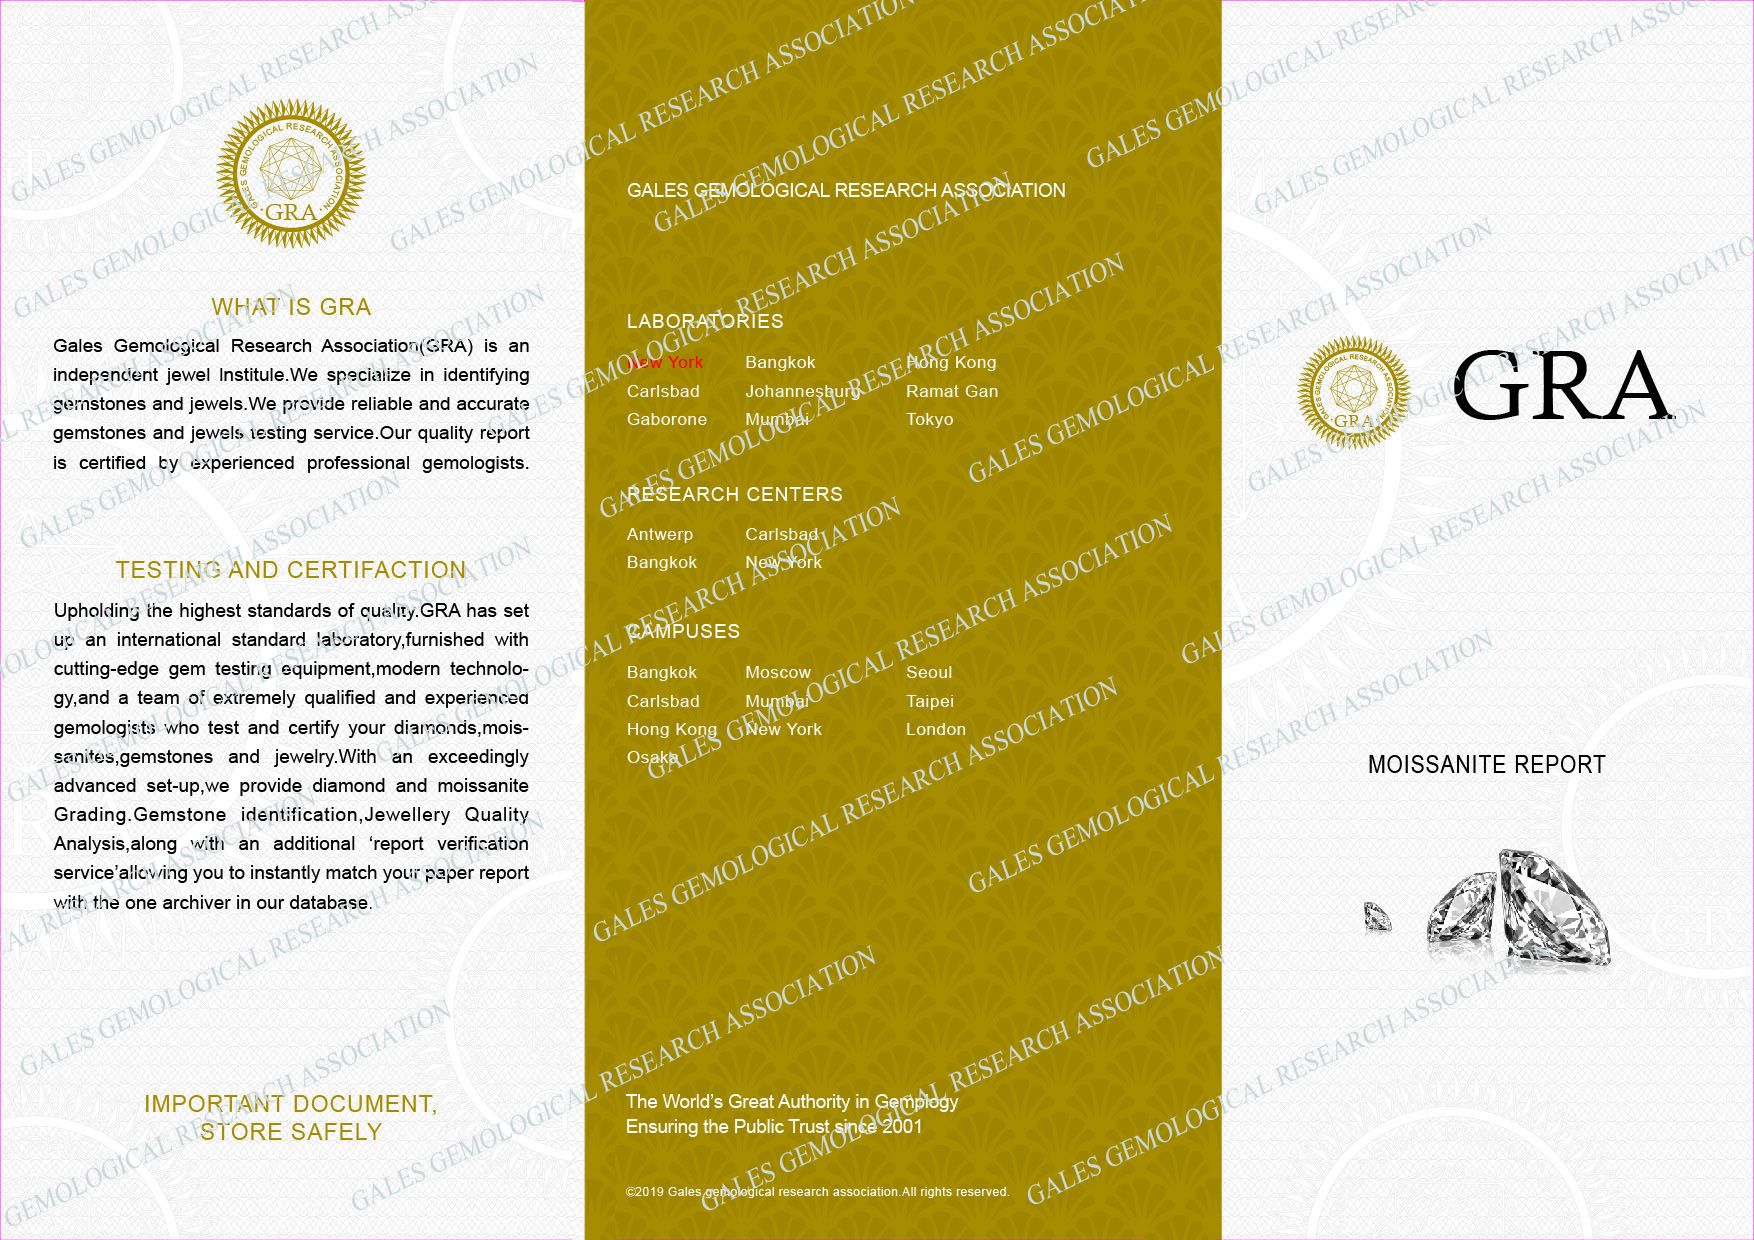 GALES GEMOLOGICAL RESEARCH ASSOCIATION
GRA
WHAT IS GRA
Gales Gemological Research Association(GRA) is an
independent jewel Institule.We specialize in identifying
gemstones and jewels.We provide reliable and accurate
gemstones and jewels testing service.Our quality report
is certified by experienced professional gemologists.
TESTING AND CERTIFACTION
Upholding the highest standards of quality.GRA has set
up an international standard laboratory,furnished with
cutting-edge gem testing equipment,modern technolo-
gy,and a team of extremely qualified and experienced
gemologists who test and certify your diamonds,mois-
sanites,gemstones and jewelry.With an exceedingly
advanced set-up,we provide diamond and moissanite
Grading.Gemstone identification,Jewellery Quality
Analysis,along with an additional ‘report verification
service’allowing you to instantly match your paper report
with the one archiver in our database.
IMPORTANT DOCUMENT,
STORE SAFELY
GALES GEMOLOGICAL RESEARCH ASSOCIATION
LABORATORIES
New York Bangkok Hong Kong
Carlsbad Johannesburg Ramat Gan
Gaborone Mumbai Tokyo
RESEARCH CENTERS
Antwerp Carlsbad
Bangkok New York
CAMPUSES
Bangkok Moscow Seoul
Carlsbad Mumbai Taipei
Hong Kong New York London
Osaka
The World’s Great Authority in Gemplogy
Ensuring the Public Trust since 2001
©2019 Gales gemological research association.All rights reserved.
GALES GEMOLOGICAL RESEARCH ASSOCIATION
GRA
GRA
MOISSANITE REPORT
GALES GEMOLOGICAL RESEARCH ASSOCIATION